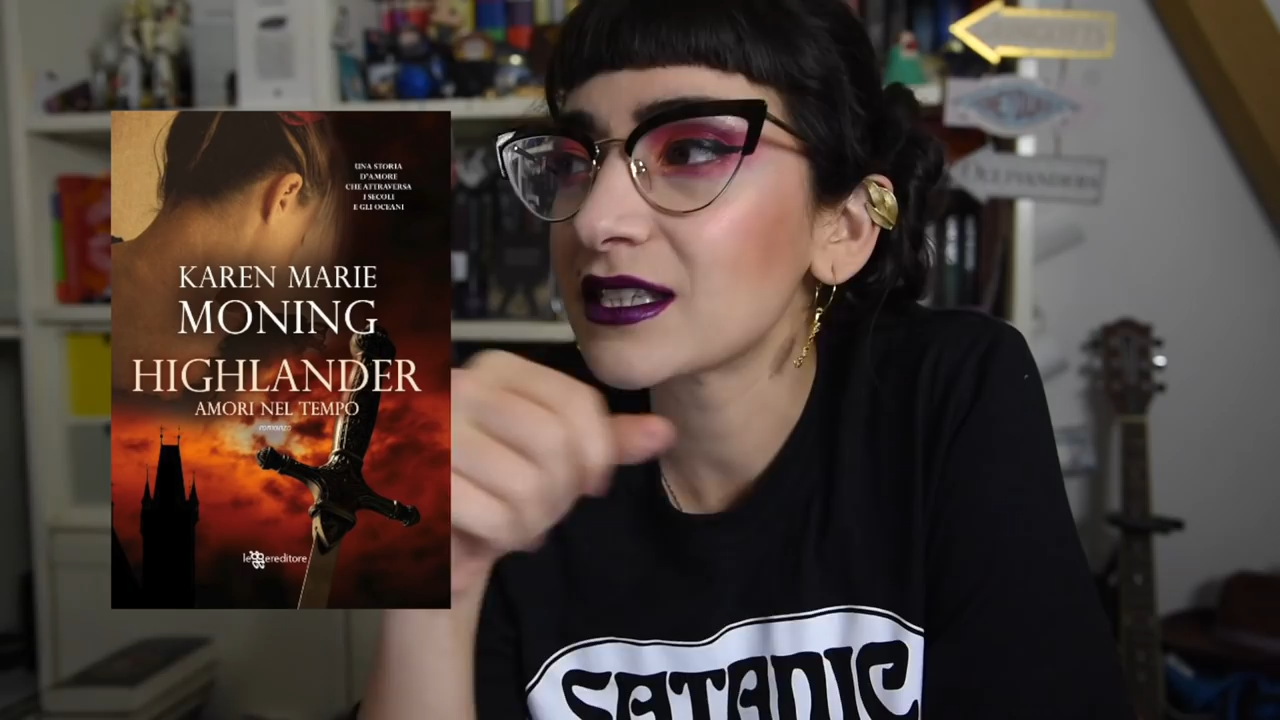 UNA STORIA
D'AMORE
CHE ATTRAVERSA
I SECOLI
E GLI OCEANI
KAREN MARIE
MONING
HIGHLANDER
AMORI NEL TEMPO
romanzo
leggereditore
SATANIC